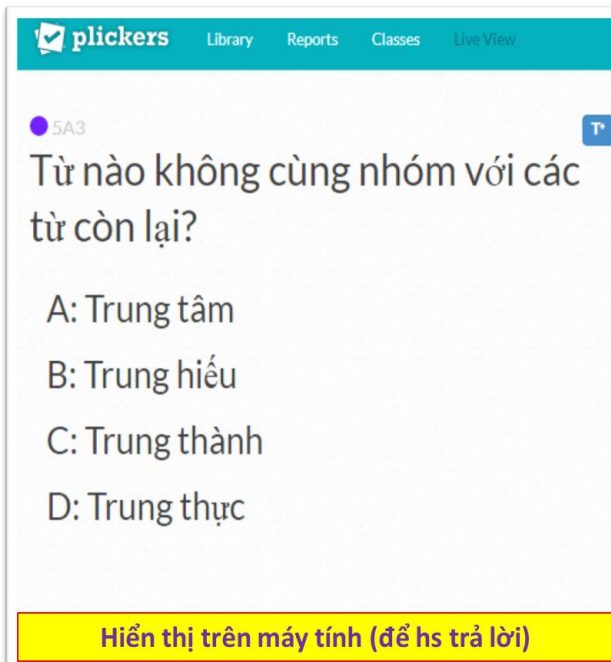 plickers Library Reports Classes Live View
5A3
T+
Từ nào không cùng nhóm với các
từ còn lại?
A: Trung tâm
B: Trung hiếu
C: Trung thành
D: Trung thực
Hiển thị trên máy tính (để hs trả lời)